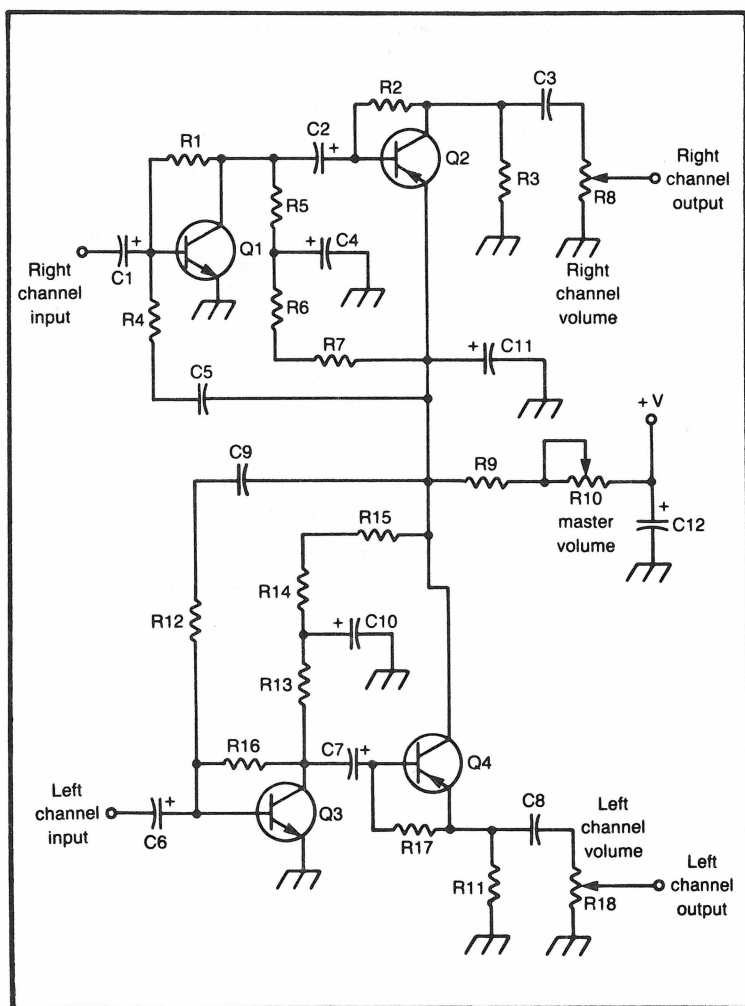 R2
C3
C2
+
Q2
R1
R3
Right
channel
output
R8
R5
+
C4
+
C1
Q1
Right
channel
input
Right
channel
volume
R6
R4
R7
+
C11
C5
+ V
C9
R9
R10
master
volume
+
C12
R15
R14
R12
+
C10
R13
C7
+
Q4
R16
Left
channel
input
+
C6
Q3
C8
Left
channel
volume
R17
R11
R18
Left
channel
output